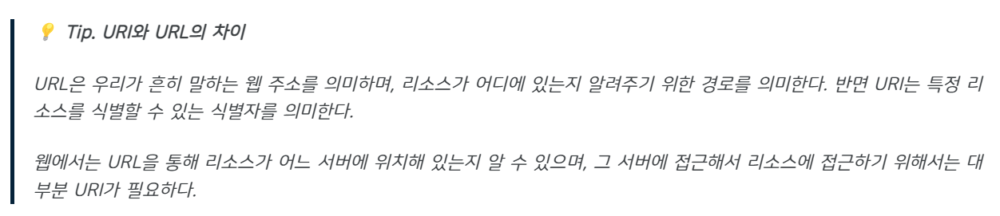 💡 Tip. URI와 URL의 차이
URL은 우리가 흔히 말하는 웹 주소를 의미하며, 리소스가 어디에 있는지 알려주기 위한 경로를 의미한다. 반면 URI는 특정 리
소스를 식별할 수 있는 식별자를 의미한다.
웹에서는 URL을 통해 리소스가 어느 서버에 위치해 있는지 알 수 있으며, 그 서버에 접근해서 리소스에 접근하기 위해서는 대
부분 URI가 필요하다.